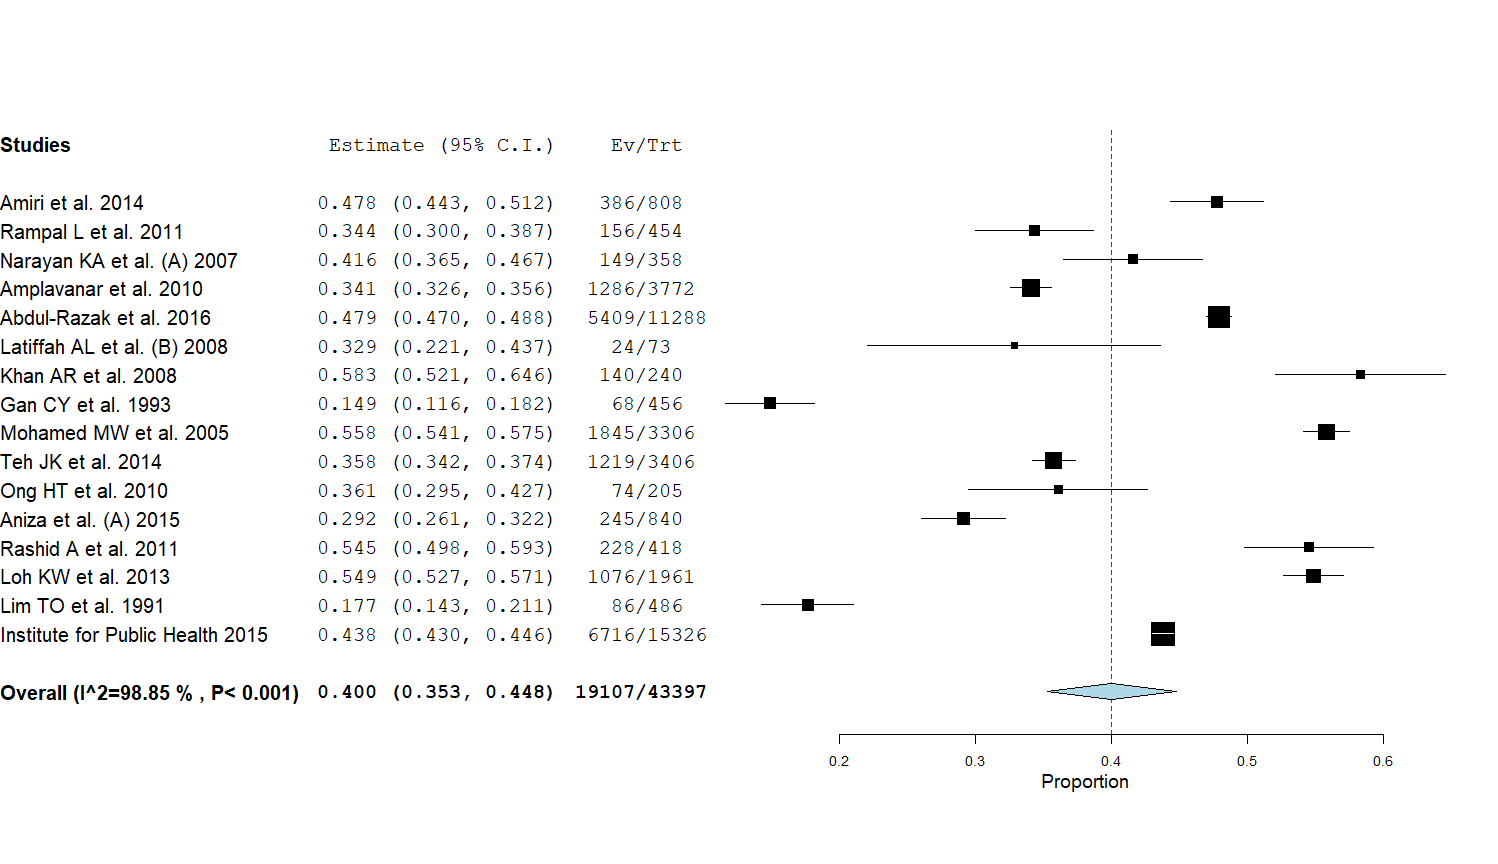 Studies Estimate (95% C.I.) Ev/Trt
Amiri et al. 2014 0.478 (0.443, 0.512) 386/808
Rampal L et al. 2011 0.344 (0.300, 0.387) 156/454
Narayan KA et al. (A) 2007 0.416 (0.365, 0.467) 149/358
Amplavanar et al. 2010 0.341 (0.326, 0.356) 1286/3772
Abdul-Razak et al. 2016 0.479 (0.470, 0.488) 5409/11288
Latiffah AL et al. (B) 2008 0.329 (0.221, 0.437) 24/73
Khan AR et al. 2008 0.583 (0.521, 0.646) 140/240
Gan CY et al. 1993 0.149 (0.116, 0.182) 68/456
Mohamed MW et al. 2005 0.558 (0.541, 0.575) 1845/3306
Teh JK et al. 2014 0.358 (0.342, 0.374) 1219/3406
Ong HT et al. 2010 0.361 (0.295, 0.427) 74/205
Aniza et al. (A) 2015 0.292 (0.261, 0.322) 245/840
Rashid A et al. 2011 0.545 (0.498, 0.593) 228/418
Loh KW et al. 2013 0.549 (0.527, 0.571) 1076/1961
Lim TO et al. 1991 0.177 (0.143, 0.211) 86/486
Institute for Public Health 2015 0.438 (0.430, 0.446) 6716/15326
Overall (I^2=98.85 % , P< 0.001) 0.400 (0.353, 0.448) 19107/43397
0.2 0.3 0.4 0.5 0.6
Proportion